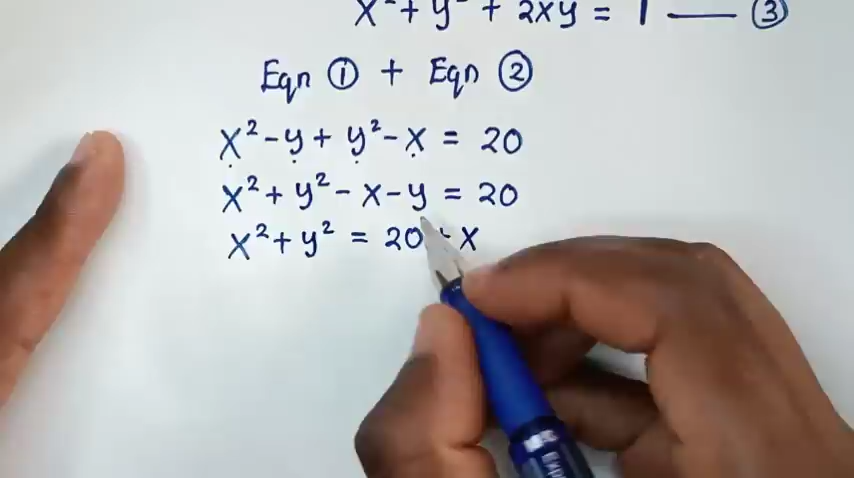 x² + y² + 2xy = 1 —— ③
Eqn ① + Eqn ②
x² - y + y² - x = 20
x² + y² - x - y = 20
x² + y² = 20 + x